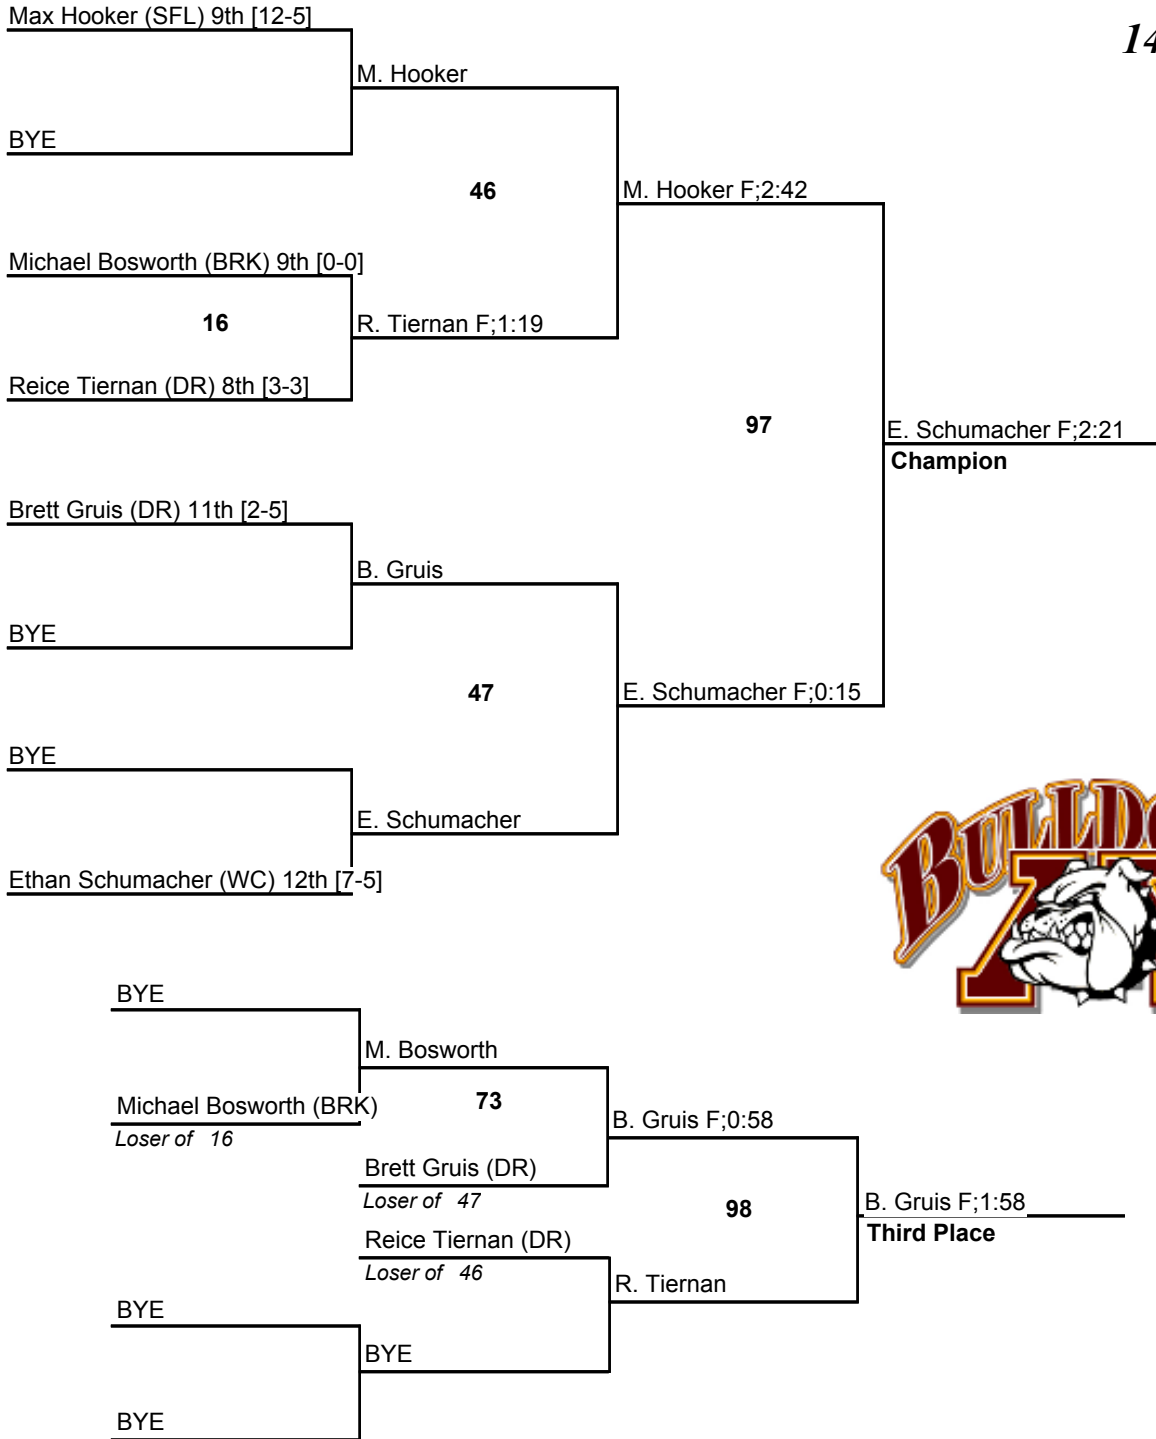 Max Hooker (SFL) 9th [12-5]
14
M. Hooker
BYE
46
M. Hooker F;2:42
Michael Bosworth (BRK) 9th [0-0]
16
R. Tiernan F;1:19
Reice Tiernan (DR) 8th [3-3]
97
E. Schumacher F;2:21
Champion
Brett Gruis (DR) 11th [2-5]
B. Gruis
BYE
47
E. Schumacher F;0:15
BYE
E. Schumacher
Ethan Schumacher (WC) 12th [7-5]
BYE
M. Bosworth
Michael Bosworth (BRK)
73
Loser of 16
B. Gruis F;0:58
Brett Gruis (DR)
Loser of 47
98
B. Gruis F;1:58
Third Place
Reice Tiernan (DR)
Loser of 46
R. Tiernan
BYE
BYE
BYE